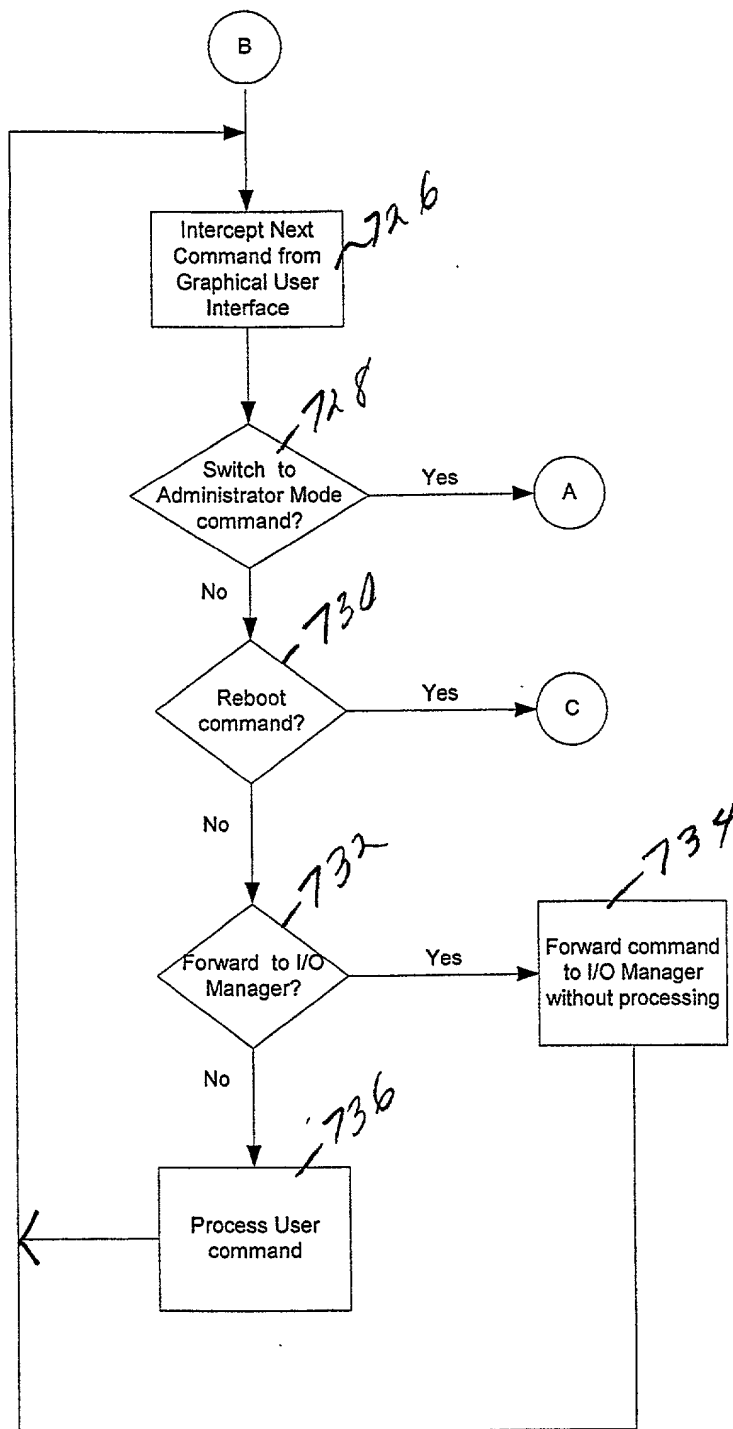 B
Intercept Next
Command from
Graphical User
Interface
726
728
Switch to
Administrator Mode
command?
Yes
A
No
730
Reboot
command?
Yes
C
No
732
734
Forward to I/O
Manager?
Yes
Forward command
to I/O Manager
without processing
No
736
Process User
command